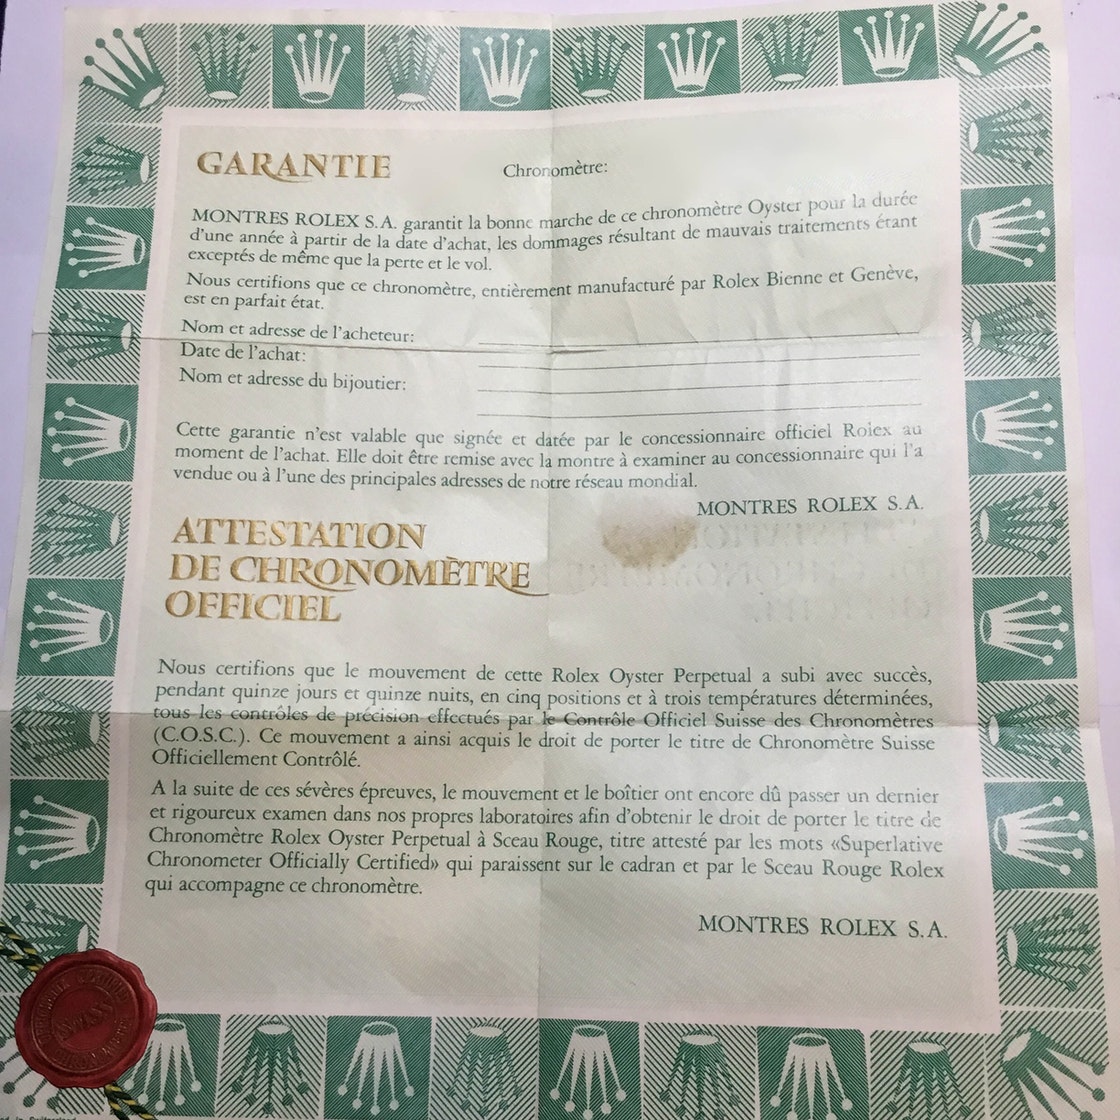 GARANTIE
Chronomètre:
MONTRES ROLEX S.A. garantit la bonne marche de ce chronomètre Oyster pour la durée
d'une année à partir de la date d'achat, les dommages résultant de mauvais traitements étant
exceptés de même que la perte et le vol.
Nous certifions que ce chronomètre, entièrement manufacturé par Rolex Bienne et Genève,
est en parfait état.
Nom et adresse de l'acheteur:
Date de l'achat:
Nom et adresse du bijoutier:
Cette garantie n'est valable que signée et datée par le concessionnaire officiel Rolex au
moment de l'achat. Elle doit être remise avec la montre à examiner au concessionnaire qui l'a
vendue ou à l'une des principales adresses de notre réseau mondial.
MONTRES ROLEX S.A.
ATTESTATION
DE CHRONOMÈTRE
OFFICIEL
Nous certifions que le mouvement de cette Rolex Oyster Perpetual a subi avec succès,
pendant quinze jours et quinze nuits, en cinq positions et à trois températures déterminées,
tous les contrôles de précision effectués par le Contrôle Officiel Suisse des Chronomètres
(C.O.S.C.). Ce mouvement a ainsi acquis le droit de porter le titre de Chronomètre Suisse
Officiellement Contrôlé.
A la suite de ces sévères épreuves, le mouvement et le boîtier ont encore dû passer un dernier
et rigoureux examen dans nos propres laboratoires afin d'obtenir le droit de porter le titre de
Chronomètre Rolex Oyster Perpetual à Sceau Rouge, titre attesté par les mots «Superlative
Chronometer Officially Certified» qui paraissent sur le cadran et par le Sceau Rouge Rolex
qui accompagne ce chronomètre.
MONTRES ROLEX S.A.
in Switzerland